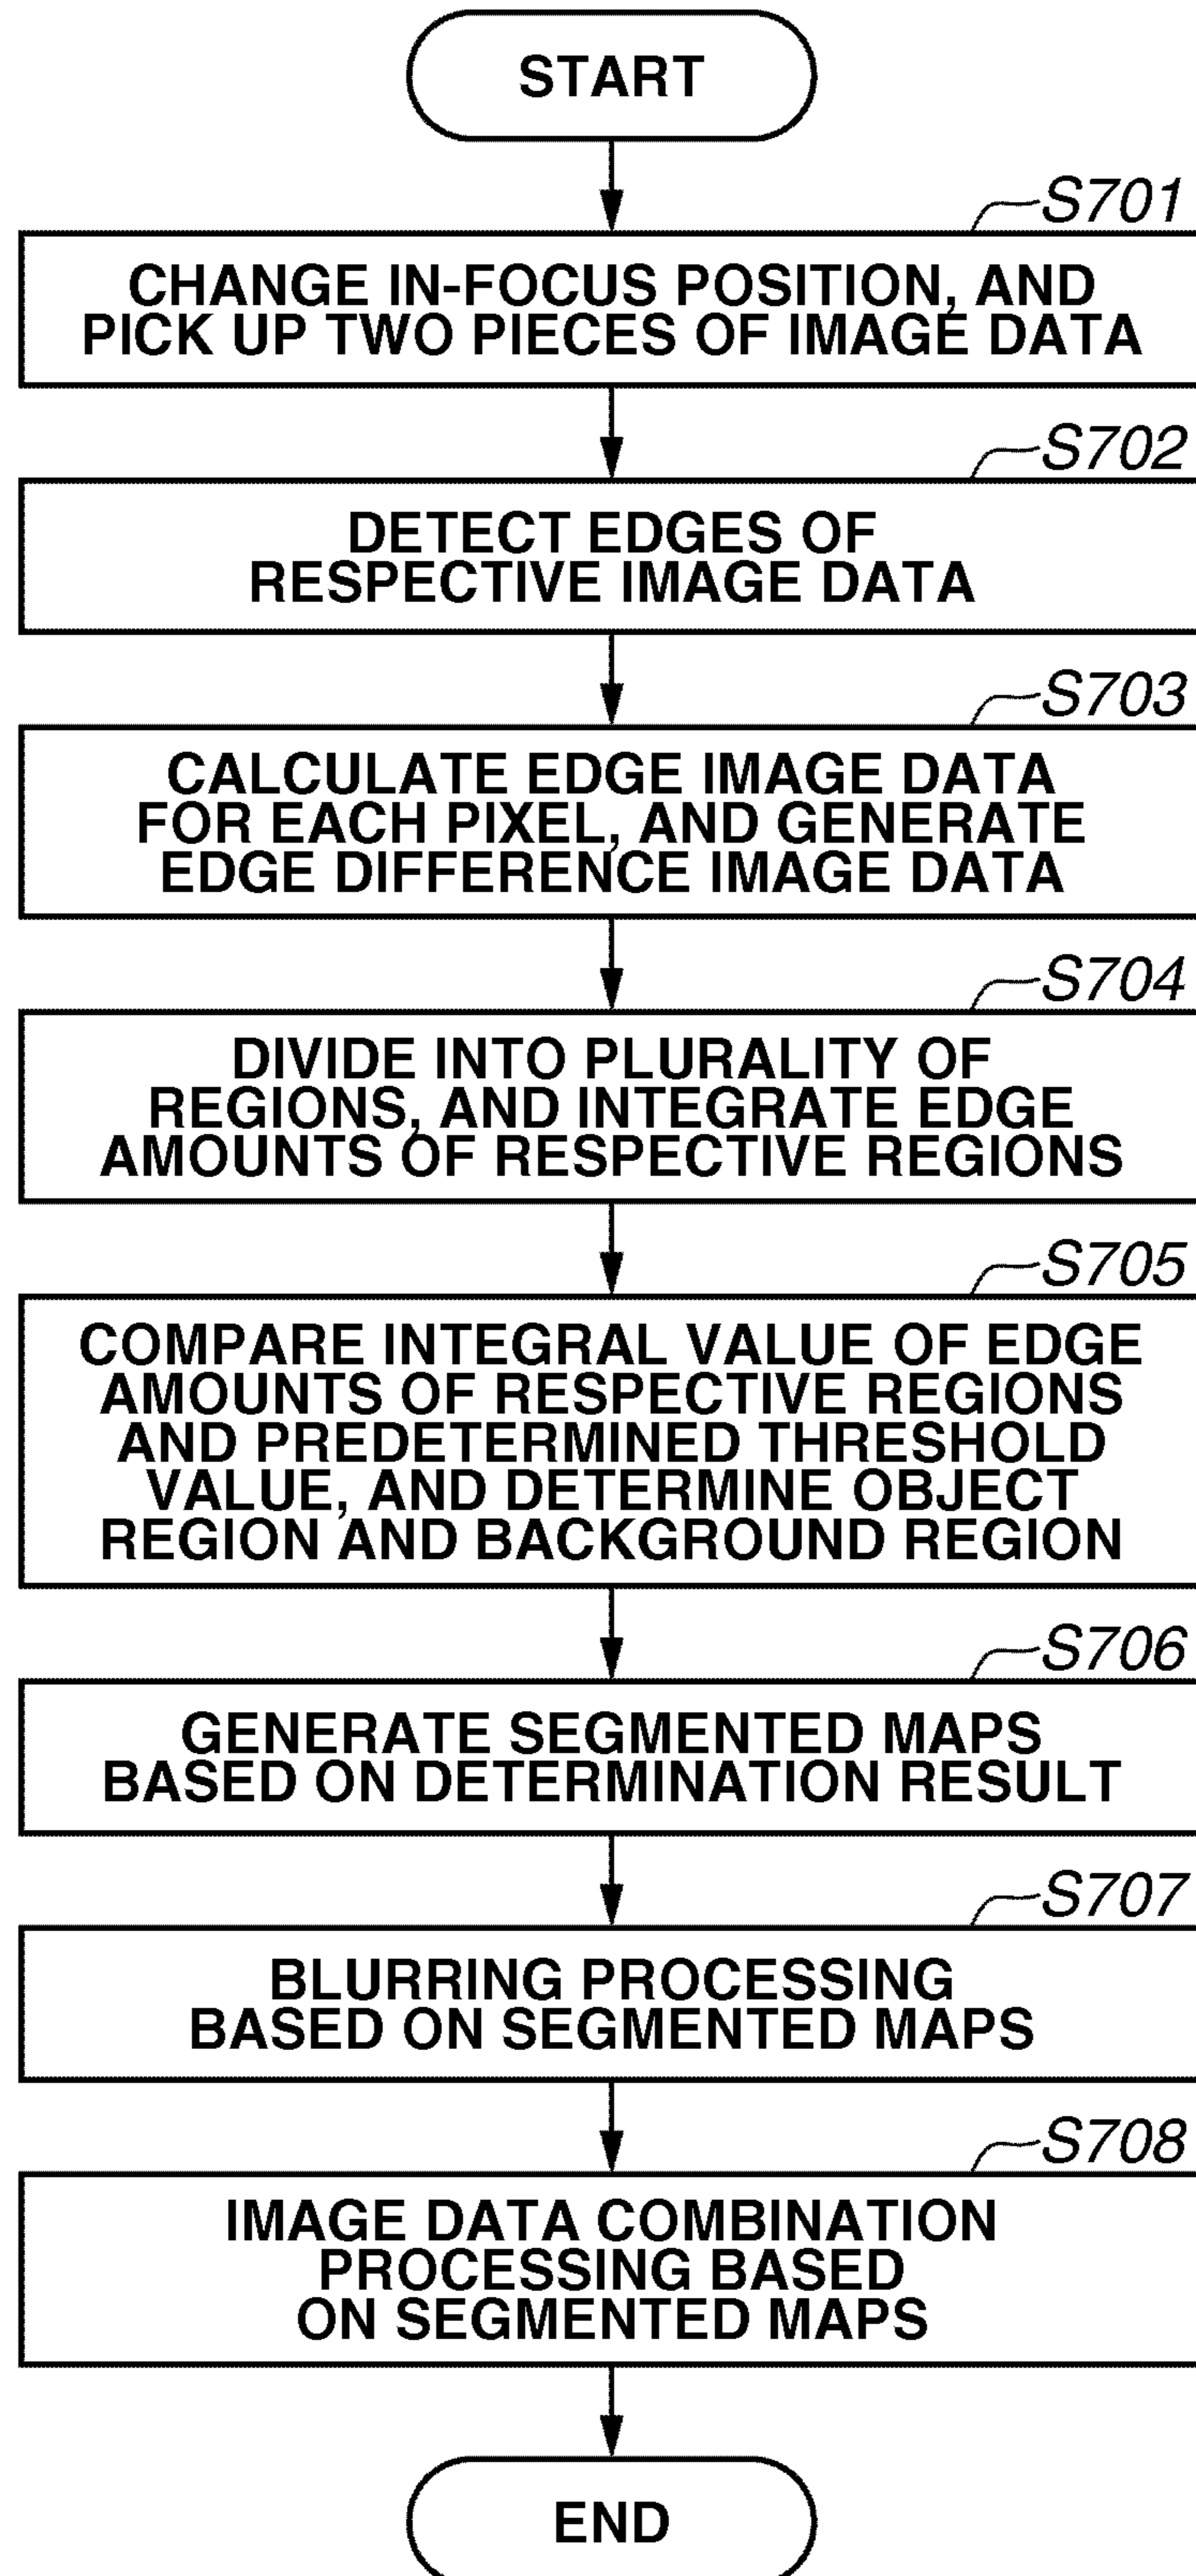 START
S701
CHANGE IN-FOCUS POSITION, AND
PICK UP TWO PIECES OF IMAGE DATA
S702
DETECT EDGES OF
RESPECTIVE IMAGE DATA
S703
CALCULATE EDGE IMAGE DATA
FOR EACH PIXEL, AND GENERATE
EDGE DIFFERENCE IMAGE DATA
S704
DIVIDE INTO PLURALITY OF
REGIONS, AND INTEGRATE EDGE
AMOUNTS OF RESPECTIVE REGIONS
S705
COMPARE INTEGRAL VALUE OF EDGE
AMOUNTS OF RESPECTIVE REGIONS
AND PREDETERMINED THRESHOLD
VALUE, AND DETERMINE OBJECT
REGION AND BACKGROUND REGION
S706
GENERATE SEGMENTED MAPS
BASED ON DETERMINATION RESULT
S707
BLURRING PROCESSING
BASED ON SEGMENTED MAPS
S708
IMAGE DATA COMBINATION
PROCESSING BASED
ON SEGMENTED MAPS
END